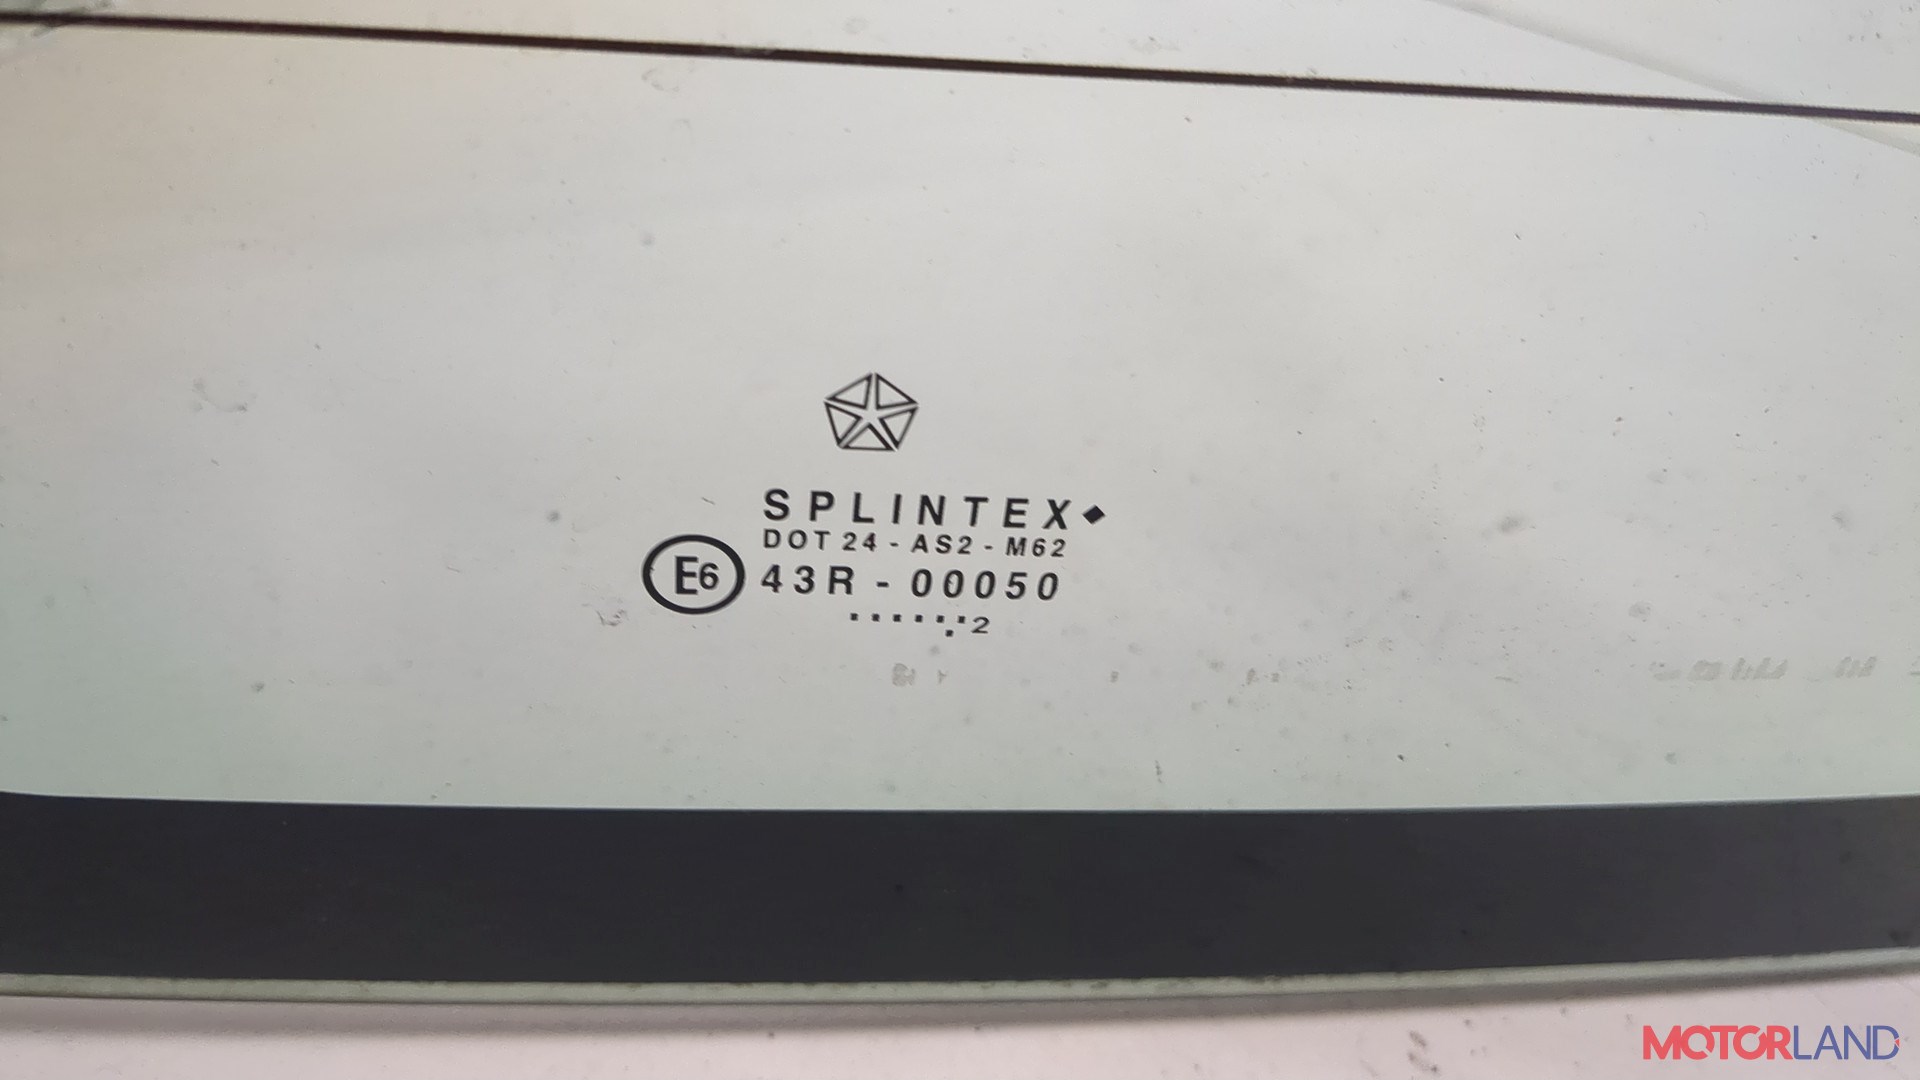 SPLINTEX
DOT 24 - AS2 - M62
E6 43R - 00050
2
MOTORLAND